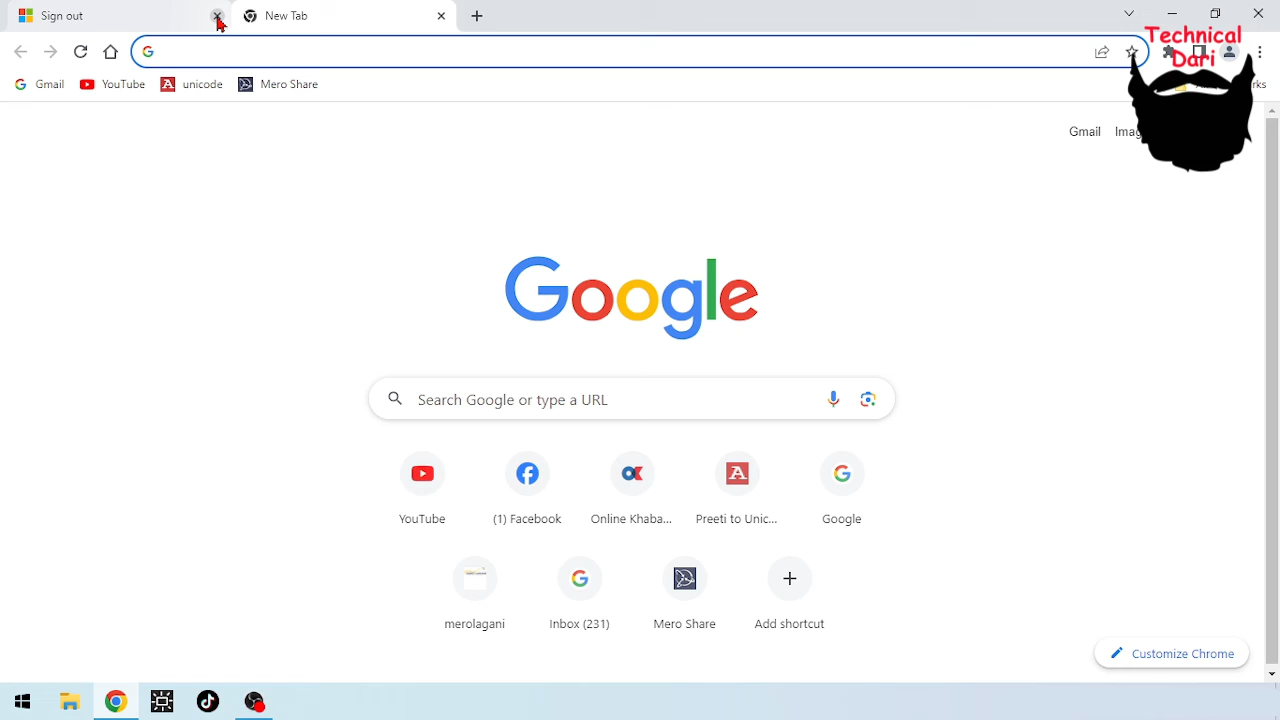 Sign out
New Tab
Technical
Dari
Gmail
YouTube
unicode
Mero Share
Gmail
Google
Search Google or type a URL
YouTube
(1) Facebook
Online Khaba...
Preeti to Unic...
Google
merolagani
Inbox (231)
Mero Share
Add shortcut
Customize Chrome